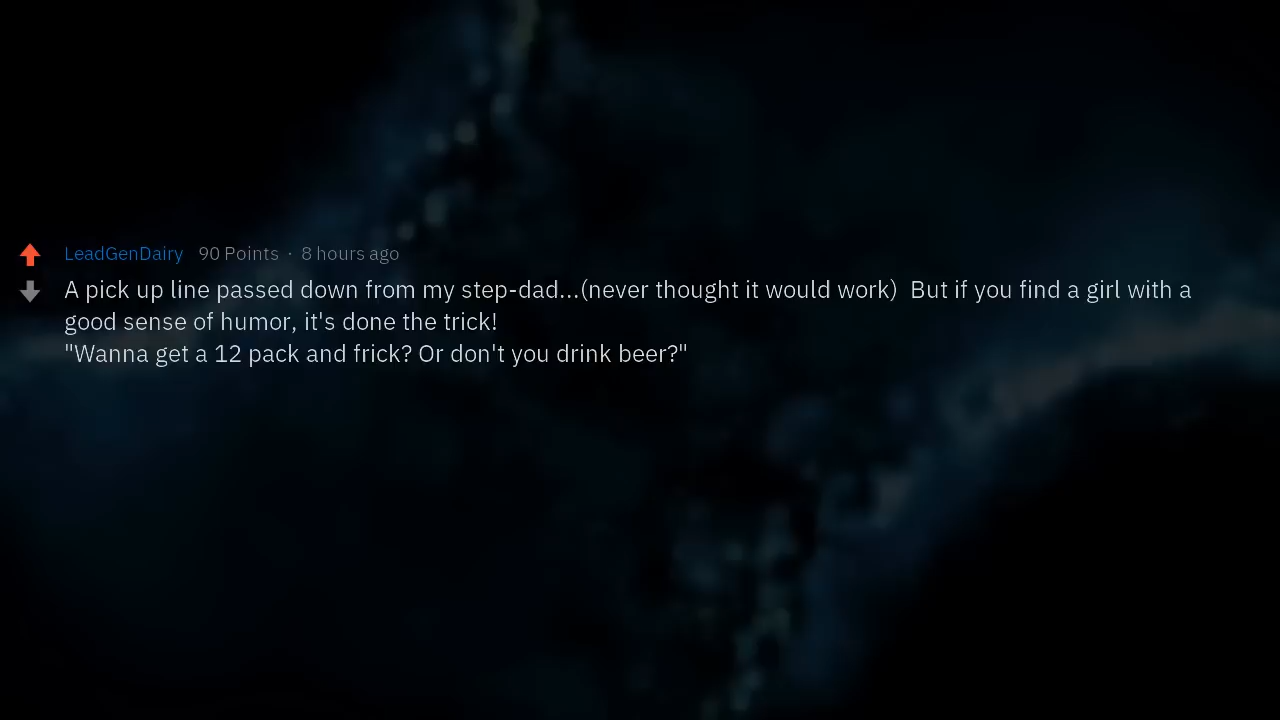 LeadGenDairy 90 Points · 8 hours ago
A pick up line passed down from my step-dad...(never thought it would work)  But if you find a girl with a
good sense of humor, it's done the trick!
"Wanna get a 12 pack and frick? Or don't you drink beer?"